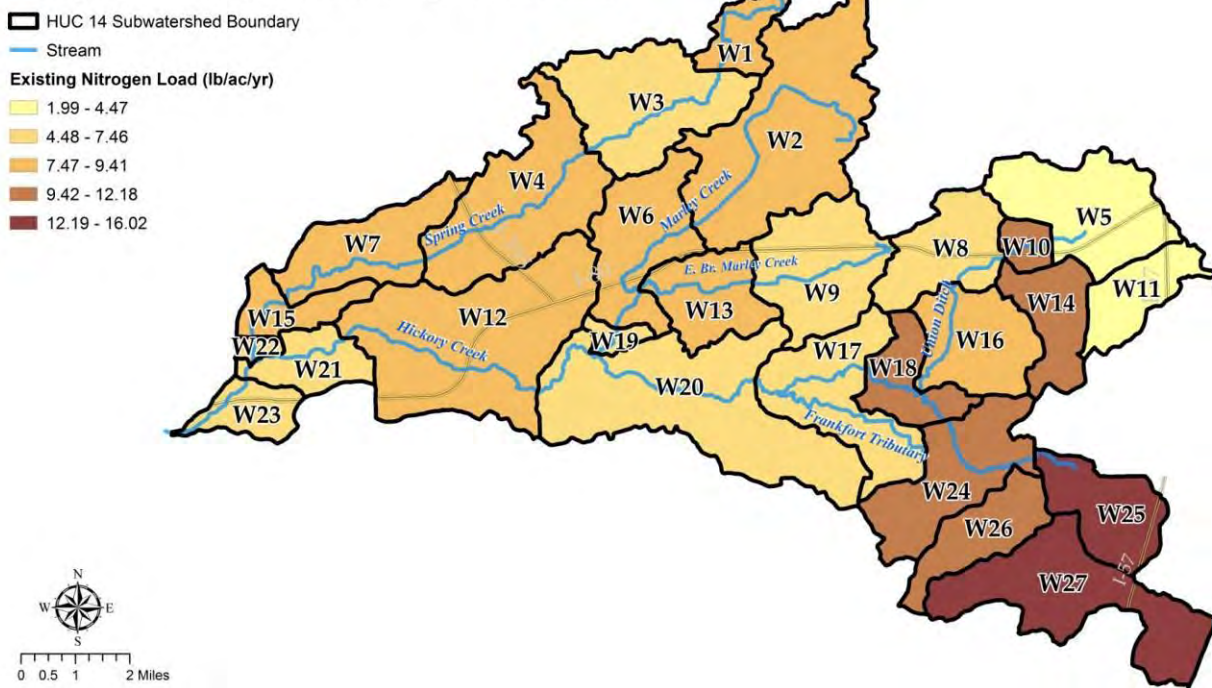 HUC 14 Subwatershed Boundary
Stream
Existing Nitrogen Load (lb/ac/yr)
1.99 - 4.47
4.48 - 7.46
7.47 - 9.41
9.42 - 12.18
12.19 - 16.02
W1
W3
W2
W4
Marley Creek
W6
Spring Creek
W5
W7
W8
W10
E. Br. Marley Creek
W9
W11
W14
W15
W12
W13
Union Ditch
W16
Hickory Creek
W19
W22
W21
W17
W18
W20
W23
Frankfort Tributary
W24
W26
W25
I-57
W27
N
W E
S
0 0.5 1 2 Miles